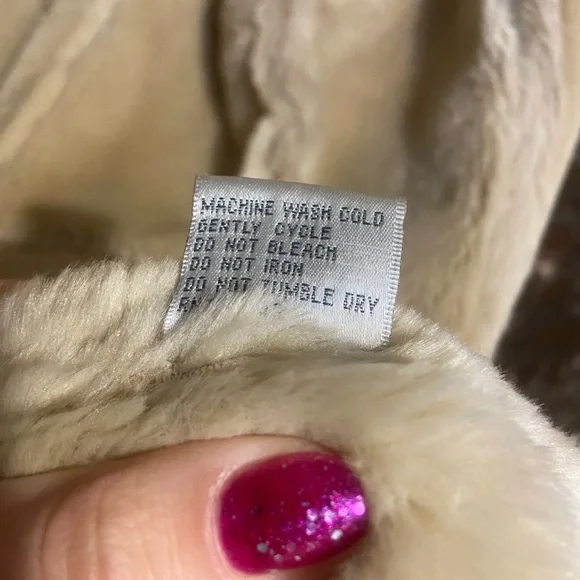 MACHINE WASH COLD
GENTLY CYCLE
DO NOT BLEACH
DO NOT IRON
DO NOT TUMBLE DRY